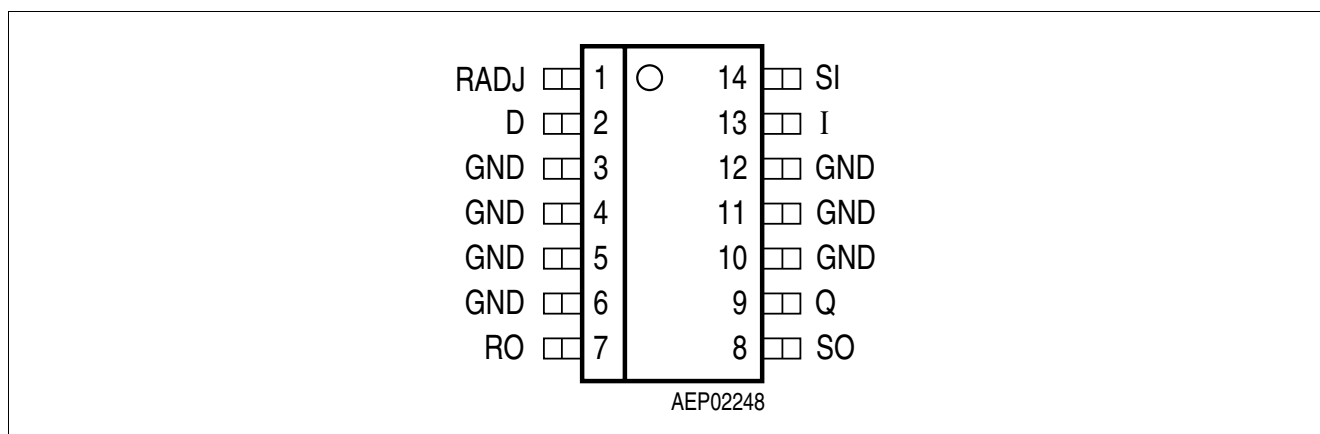 RADJ 1 14 SI
D 2 13 I
GND 3 12 GND
GND 4 11 GND
GND 5 10 GND
GND 6 9 Q
RO 7 8 SO
AEP02248